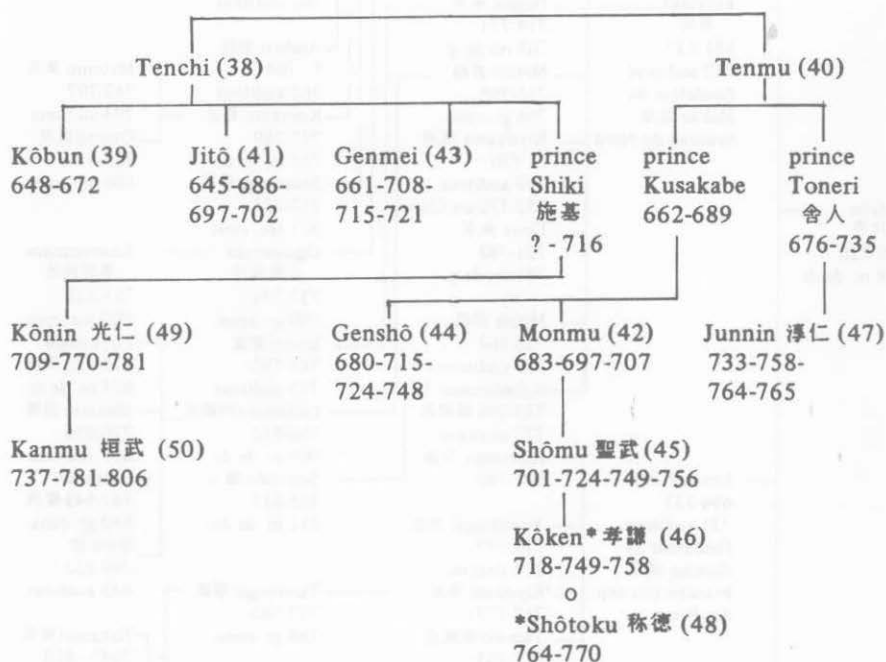 Tenchi (38)
Tenmu (40)
Kôbun (39)
648-672
Jitô (41)
645-686-
697-702
Genmei (43)
661-708-
715-721
prince
Shiki
施基
? - 716
prince
Kusakabe
662-689
prince
Toneri
舎人
676-735
Kônin 光仁 (49)
709-770-781
Genshô (44)
680-715-
724-748
Monmu (42)
683-697-707
Junnin 淳仁 (47)
733-758-
764-765
Kanmu 桓武 (50)
737-781-806
Shômu 聖武 (45)
701-724-749-756
Kôken* 孝謙 (46)
718-749-758
o
*Shôtoku 称徳 (48)
764-770